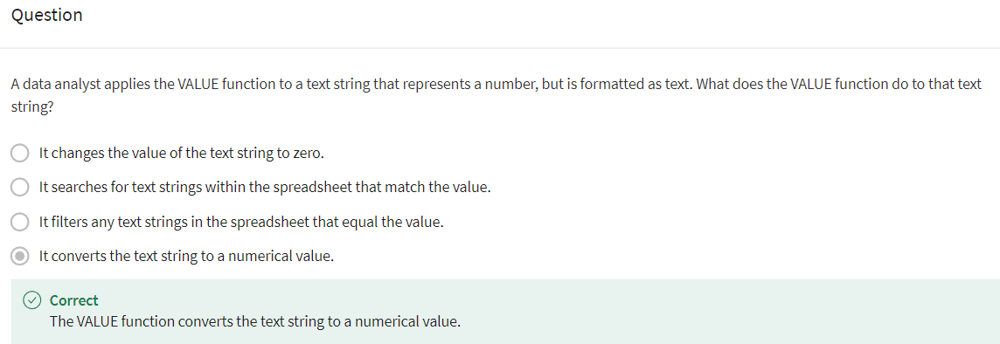 Question
A data analyst applies the VALUE function to a text string that represents a number, but is formatted as text. What does the VALUE function do to that text
string?
It changes the value of the text string to zero.
It searches for text strings within the spreadsheet that match the value.
It filters any text strings in the spreadsheet that equal the value.
It converts the text string to a numerical value.
Correct
The VALUE function converts the text string to a numerical value.